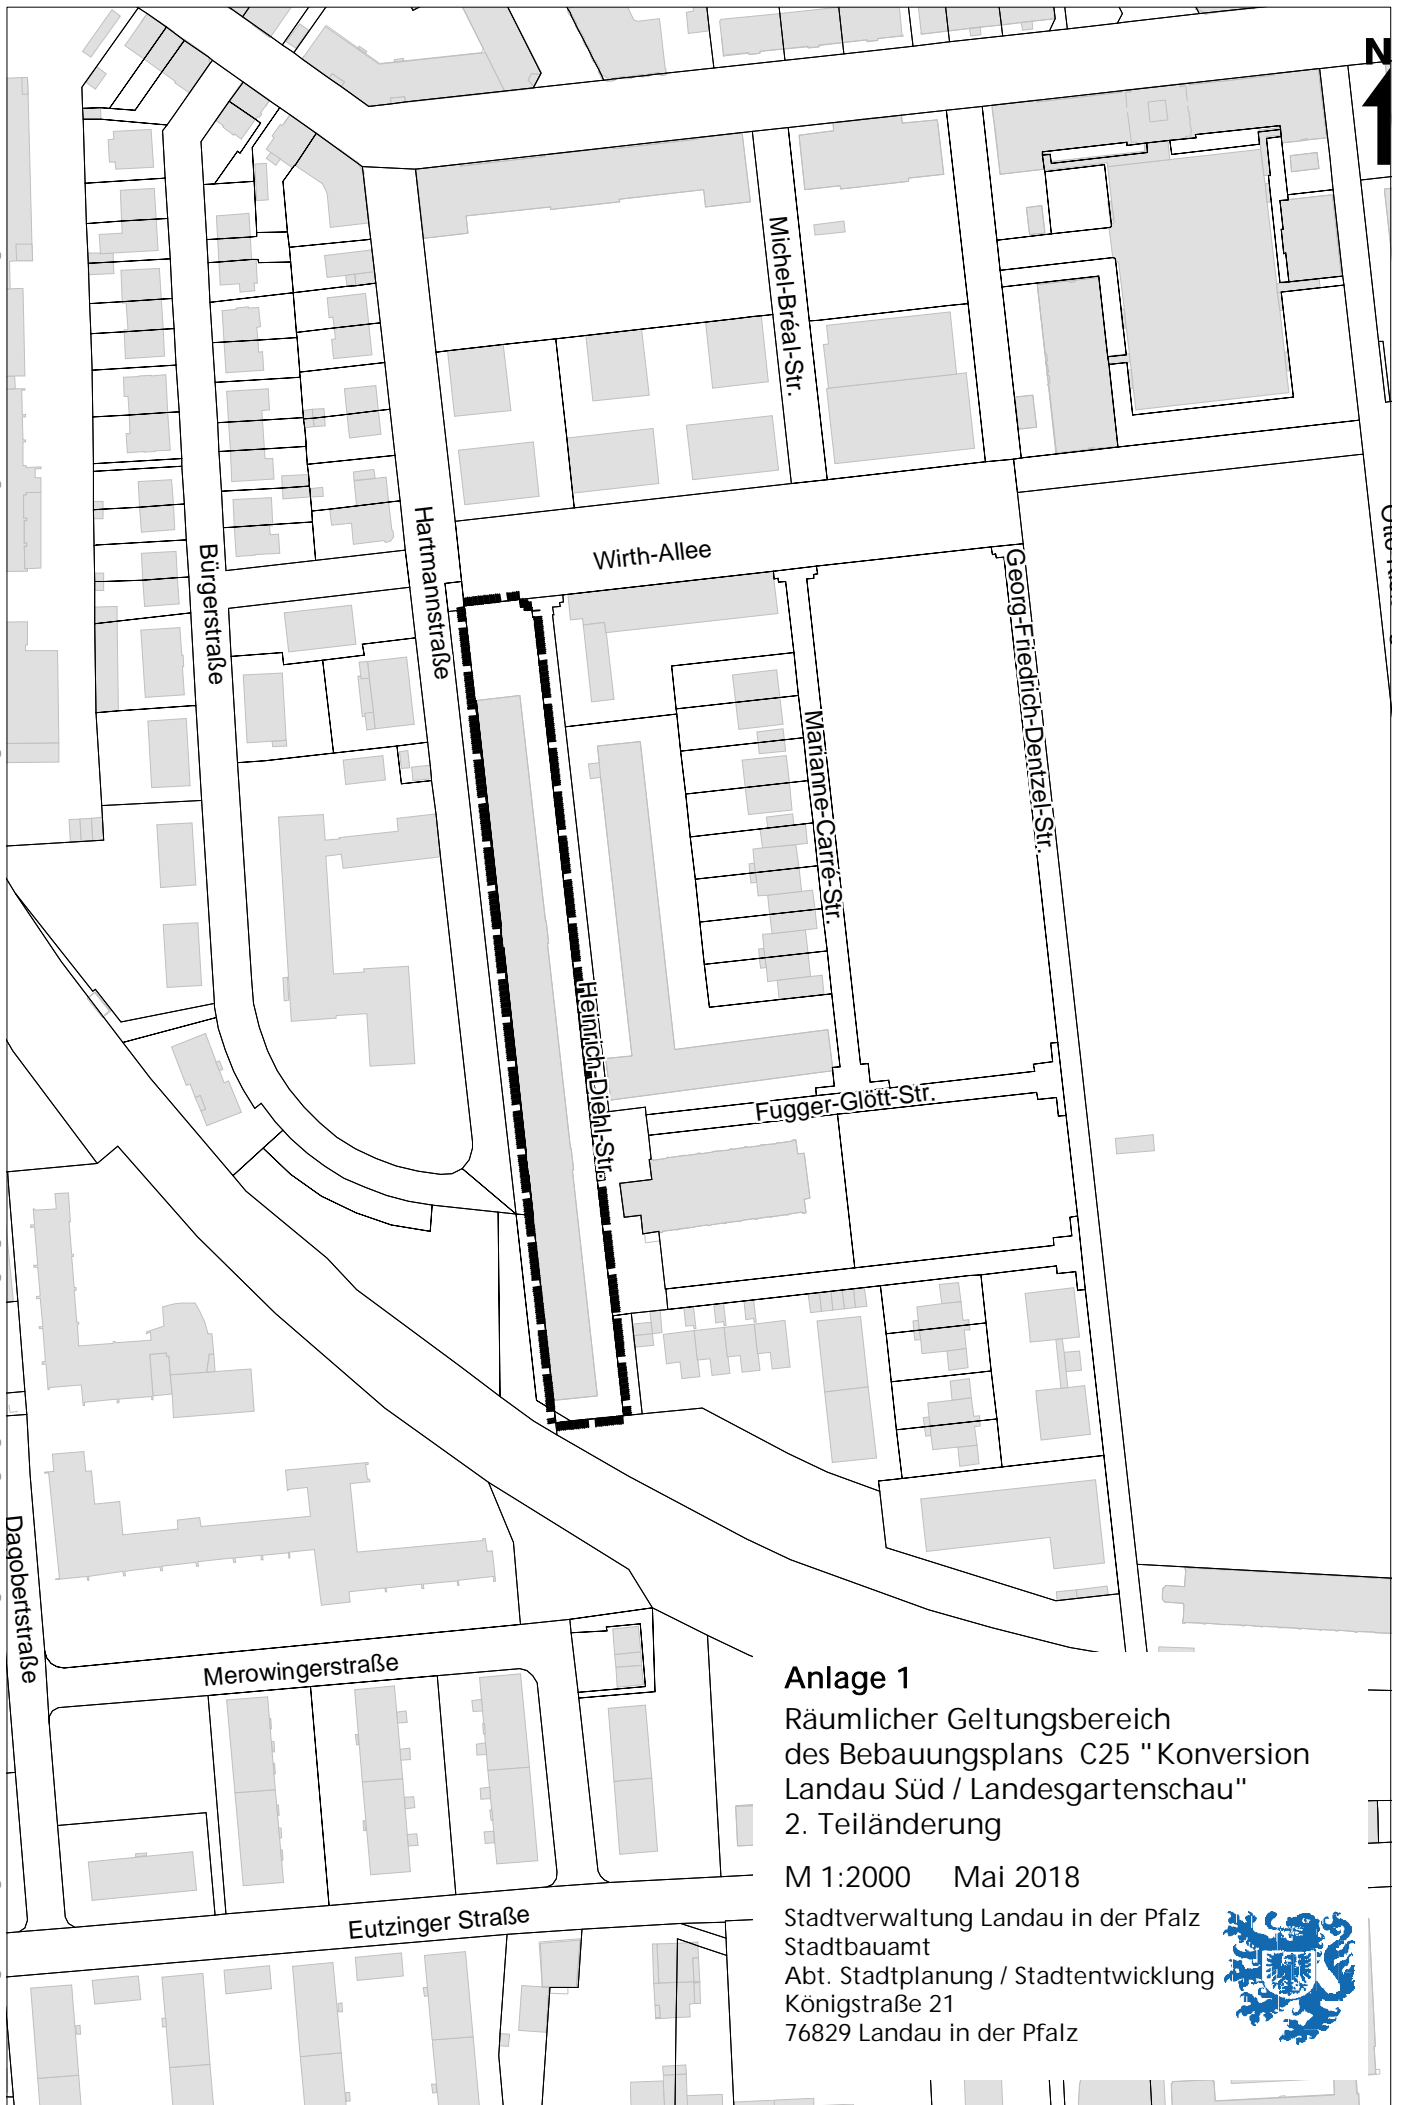 N
Michel-Bréal-Str.
Hartmannstraße
Wirth-Allee
Bürgerstraße
Georg-Friedrich-Dentzel-Str.
Marianne-Carré-Str.
Heinrich-Diehl-Str.
Fugger-Glött-Str.
Dagobertstraße
Merowingerstraße
Eutzinger Straße
Anlage 1
Räumlicher Geltungsbereich
des Bebauungsplans C25 "Konversion
Landau Süd / Landesgartenschau"
2. Teiländerung
M 1:2000 Mai 2018
Stadtverwaltung Landau in der Pfalz
Stadtbauamt
Abt. Stadtplanung / Stadtentwicklung
Königstraße 21
76829 Landau in der Pfalz